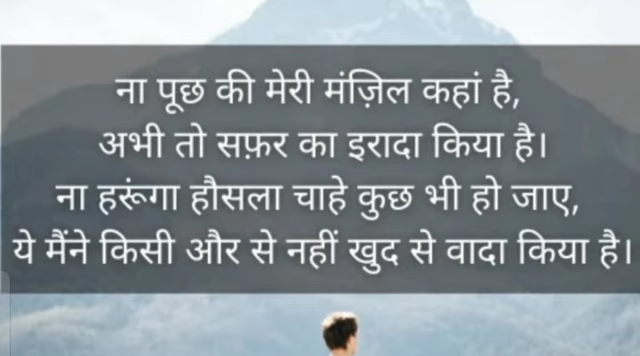 ना पूछ की मेरी मंज़िल कहां है,
अभी तो सफ़र का इरादा किया है।
ना हरूंगा हौसला चाहे कुछ भी हो जाए,
ये मैंने किसी और से नहीं खुद से वादा किया है।